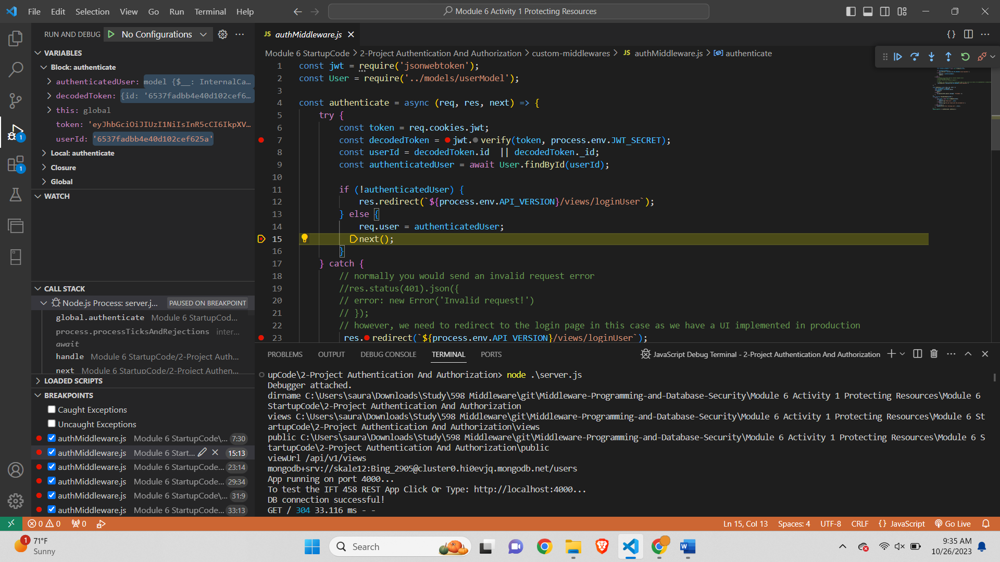 File Edit Selection View Go Run Terminal Help
Module 6 Activity 1 Protecting Resources
RUN AND DEBUG No Configurations
VARIABLES
Block: authenticate
authenticatedUser: model {$__: InternalCa...
decodedToken: {id: '6537fadbb4e40d102cef6...
this: global
token: 'eyJhbGciOiJIUzI1NiIsInR5cCI6IkpXV...
userId: '6537fadbb4e40d102cef625a'
Local: authenticate
Closure
Global
WATCH
CALL STACK
Node.js Process: server.j... PAUSED ON BREAKPOINT
global.authenticate Module 6 StartupCod...
process.processTicksAndRejections inter...
await
handle Module 6 StartupCode/2-Project Auth...
next Module 6 StartupCode/2-Project Authen...
LOADED SCRIPTS
BREAKPOINTS
Caught Exceptions
Uncaught Exceptions
authMiddleware.js Module 6 StartupCode\... 7:30
authMiddleware.js Module 6 Start... 15:13
authMiddleware.js Module 6 StartupCode... 23:14
authMiddleware.js Module 6 StartupCode... 29:34
authMiddleware.js Module 6 StartupCode\... 31:9
authMiddleware.js Module 6 StartupCode... 33:13
JS authMiddleware.js
Module 6 StartupCode > 2-Project Authentication And Authorization > custom-middlewares > JS authMiddleware.js > authenticate
1 const jwt = require('jsonwebtoken');
2 const User = require('../models/userModel');
3
4 const authenticate = async (req, res, next) => {
5 try {
6 const token = req.cookies.jwt;
7 const decodedToken = jwt.verify(token, process.env.JWT_SECRET);
8 const userId = decodedToken.id || decodedToken._id;
9 const authenticatedUser = await User.findById(userId);
10
11 if (!authenticatedUser) {
12 res.redirect(`${process.env.API_VERSION}/views/loginUser`);
13 } else {
14 req.user = authenticatedUser;
15 next();
16 }
17 } catch {
18 // normally you would send an invalid request error
19 //res.status(401).json({
20 // error: new Error('Invalid request!')
21 // });
22 // however, we need to redirect to the login page in this case as we have a UI implemented in production
23 res.redirect(`${process.env.API_VERSION}/views/loginUser`);
PROBLEMS OUTPUT DEBUG CONSOLE TERMINAL PORTS
JavaScript Debug Terminal - 2-Project Authentication And Authorization
upCode\2-Project Authentication And Authorization> node .\server.js
Debugger attached.
dirname C:\Users\saura\Downloads\Study\598 Middleware\git\Middleware-Programming-and-Database-Security\Module 6 Activity 1 Protecting Resources\Module 6
StartupCode\2-Project Authentication And Authorization
views C:\Users\saura\Downloads\Study\598 Middleware\git\Middleware-Programming-and-Database-Security\Module 6 Activity 1 Protecting Resources\Module 6 St
artupCode\2-Project Authentication And Authorization\views
public C:\Users\saura\Downloads\Study\598 Middleware\git\Middleware-Programming-and-Database-Security\Module 6 Activity 1 Protecting Resources\Module 6 S
tartupCode\2-Project Authentication And Authorization\public
viewUrl /api/v1/views
mongodb+srv://skale12:Bing_2905@cluster0.hi0evjq.mongodb.net/users
App running on port 4000...
To test the IFT 458 REST App Click Or Type: http://localhost:4000...
DB connection successful!
GET / 304 33.116 ms - -
0 0 0
Ln 15, Col 13 Spaces: 4 UTF-8 CRLF {} JavaScript Go Live
1
1
1
71°F
Sunny
Search
W
9:35 AM
10/26/2023